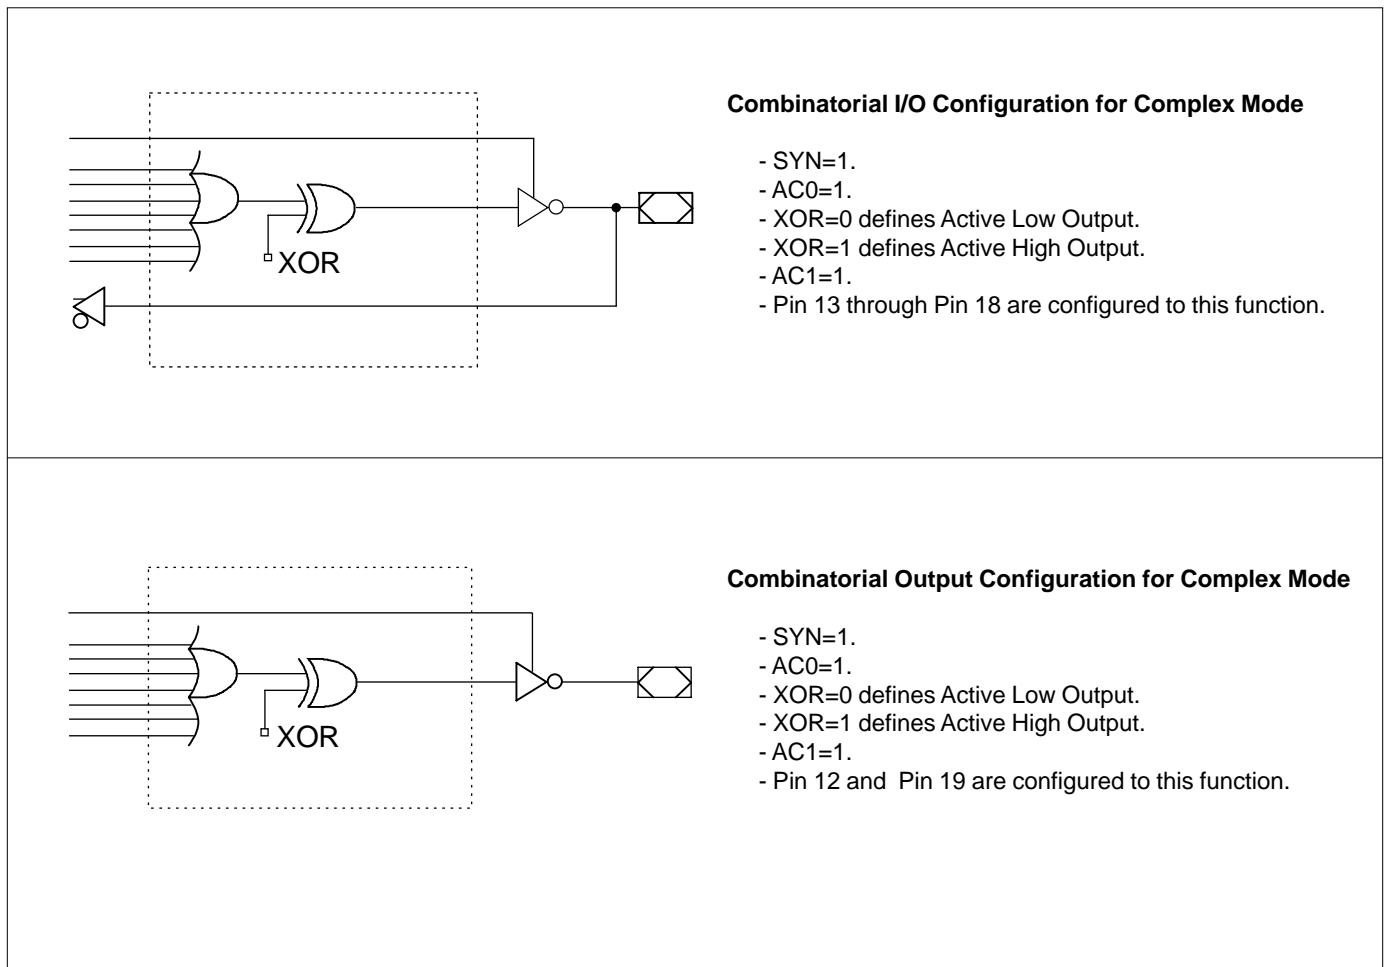 Combinatorial I/O Configuration for Complex Mode
- SYN=1.
- AC0=1.
- XOR=0 defines Active Low Output.
- XOR=1 defines Active High Output.
- AC1=1.
- Pin 13 through Pin 18 are configured to this function.
XOR
Combinatorial Output Configuration for Complex Mode
- SYN=1.
- AC0=1.
- XOR=0 defines Active Low Output.
- XOR=1 defines Active High Output.
- AC1=1.
- Pin 12 and  Pin 19 are configured to this function.
XOR